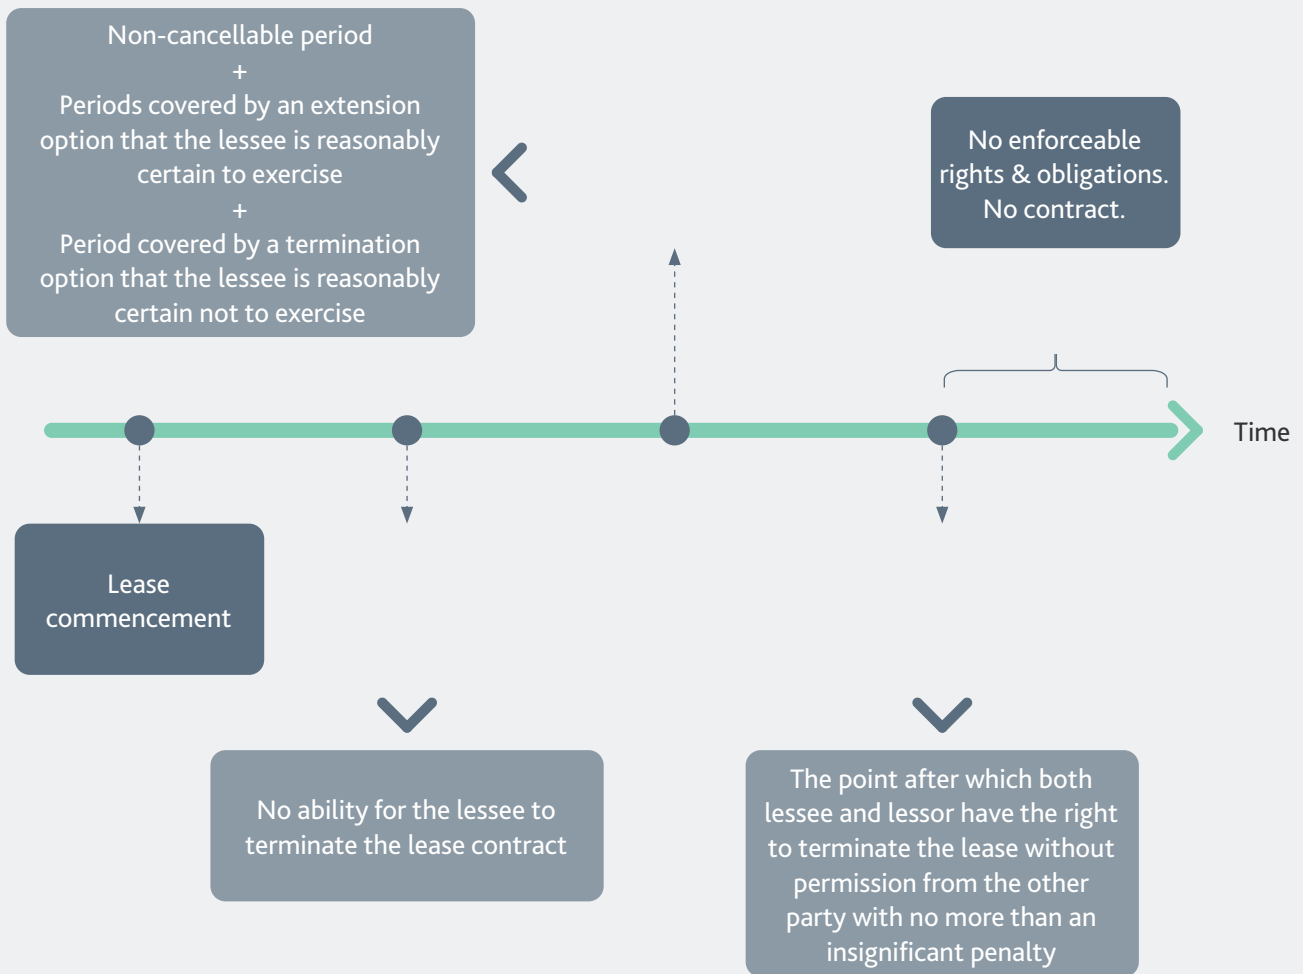 Non-cancellable period
+
Periods covered by an extension
option that the lessee is reasonably
certain to exercise
+
Period covered by a termination
option that the lessee is reasonably
certain not to exercise
No enforceable
rights & obligations.
No contract.
Time
Lease
commencement
No ability for the lessee to
terminate the lease contract
The point after which both
lessee and lessor have the right
to terminate the lease without
permission from the other
party with no more than an
insignificant penalty